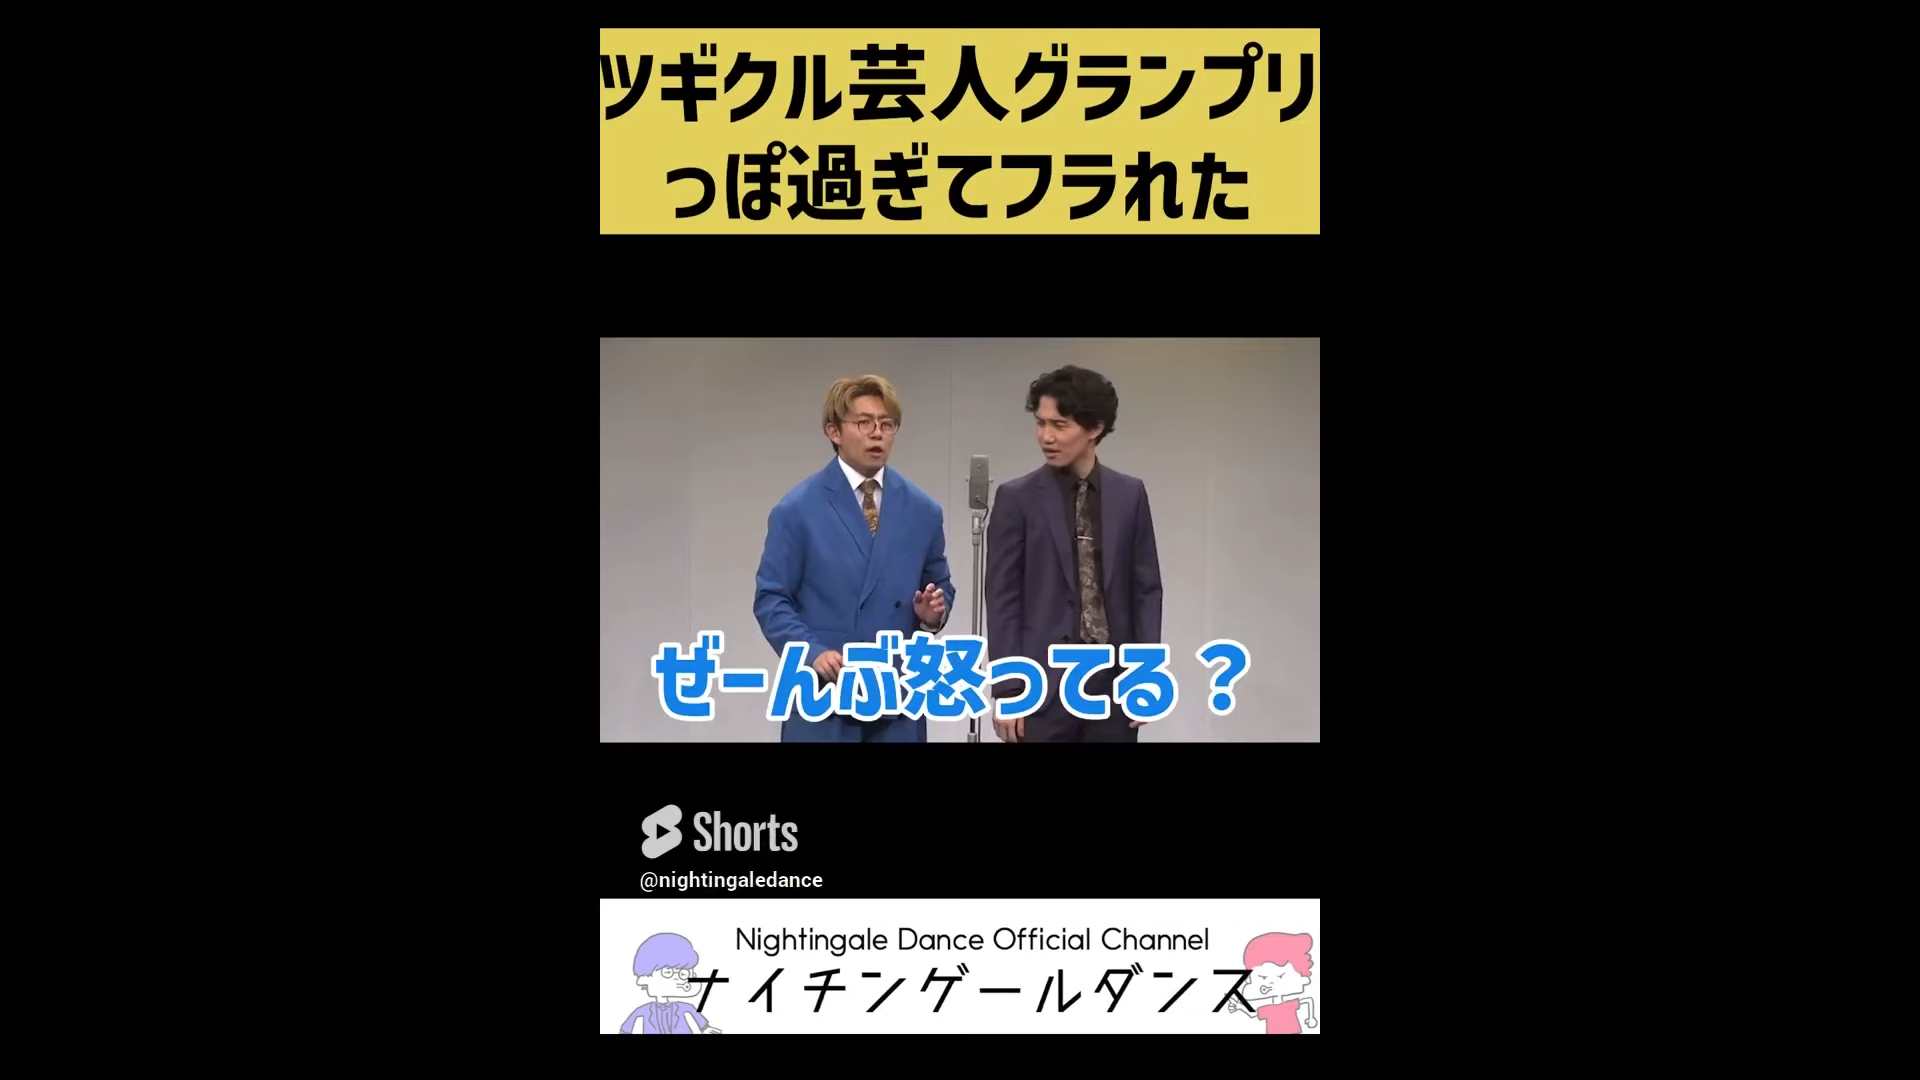 ツギクル芸人グランプリ
っぽ過ぎてフラれた
ぜーんぶ怒ってる？
Shorts
@nightingaledance
Nightingale Dance Official Channel
ナイチンゲールダンス